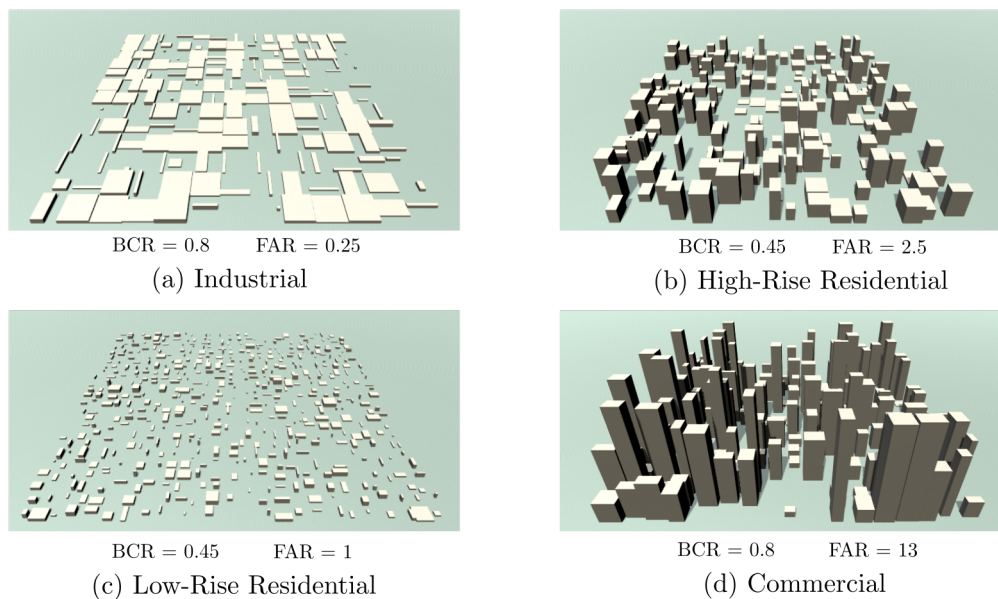 BCR = 0.8 FAR = 0.25
(a) Industrial
BCR = 0.45 FAR = 2.5
(b) High-Rise Residential
BCR = 0.45 FAR = 1
(c) Low-Rise Residential
BCR = 0.8 FAR = 13
(d) Commercial